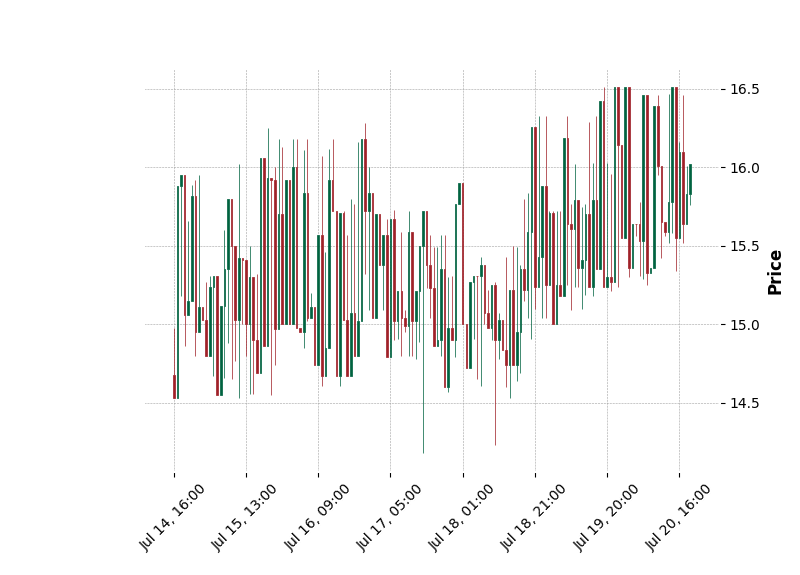 16.5
16.0
15.5
15.0
14.5
Price
Jul 14, 16:00
Jul 15, 13:00
Jul 16, 09:00
Jul 17, 05:00
Jul 18, 01:00
Jul 18, 21:00
Jul 19, 20:00
Jul 20, 16:00